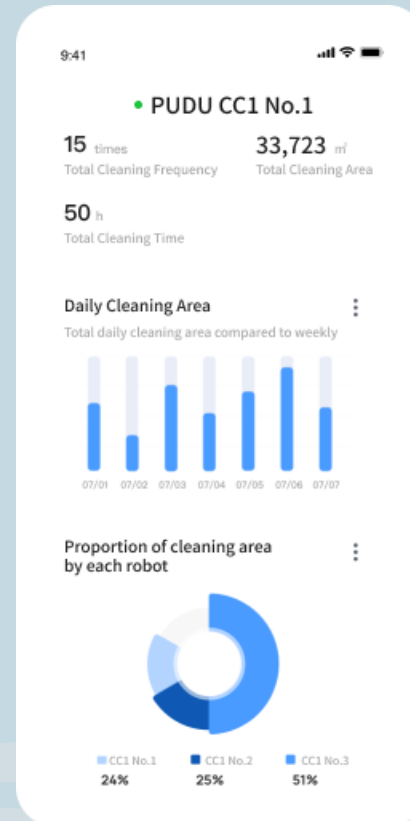 9:41
PUDU CC1 No.1
15 times
33,723 ㎡
Total Cleaning Frequency
Total Cleaning Area
50 h
Total Cleaning Time
Daily Cleaning Area
Total daily cleaning area compared to weekly
07/01 07/02 07/03 07/04 07/05 07/06 07/07
Proportion of cleaning area
by each robot
CC1 No.1 CC1 No.2 CC1 No.3
24% 25% 51%